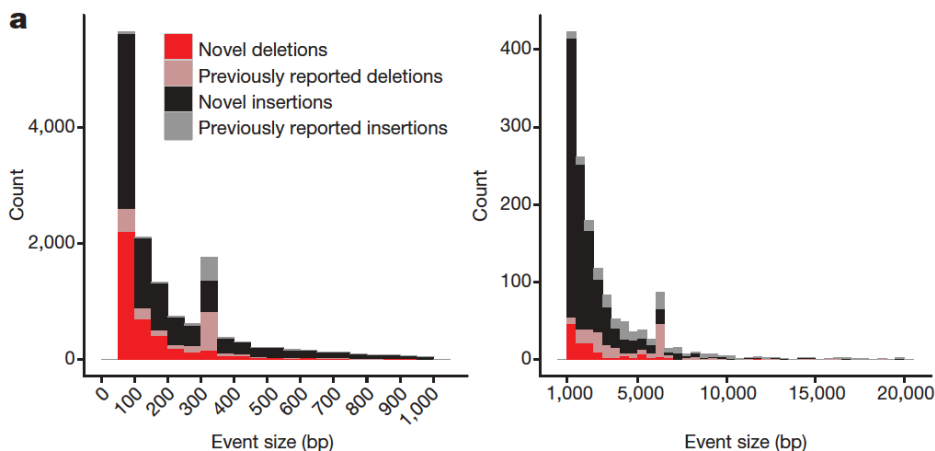 a
Novel deletions
Previously reported deletions
Novel insertions
Previously reported insertions
4,000
2,000
0
Count
0
100
200
300
400
500
600
700
800
900
1,000
Event size (bp)
400
300
200
100
0
Count
1,000
5,000
10,000
15,000
20,000
Event size (bp)